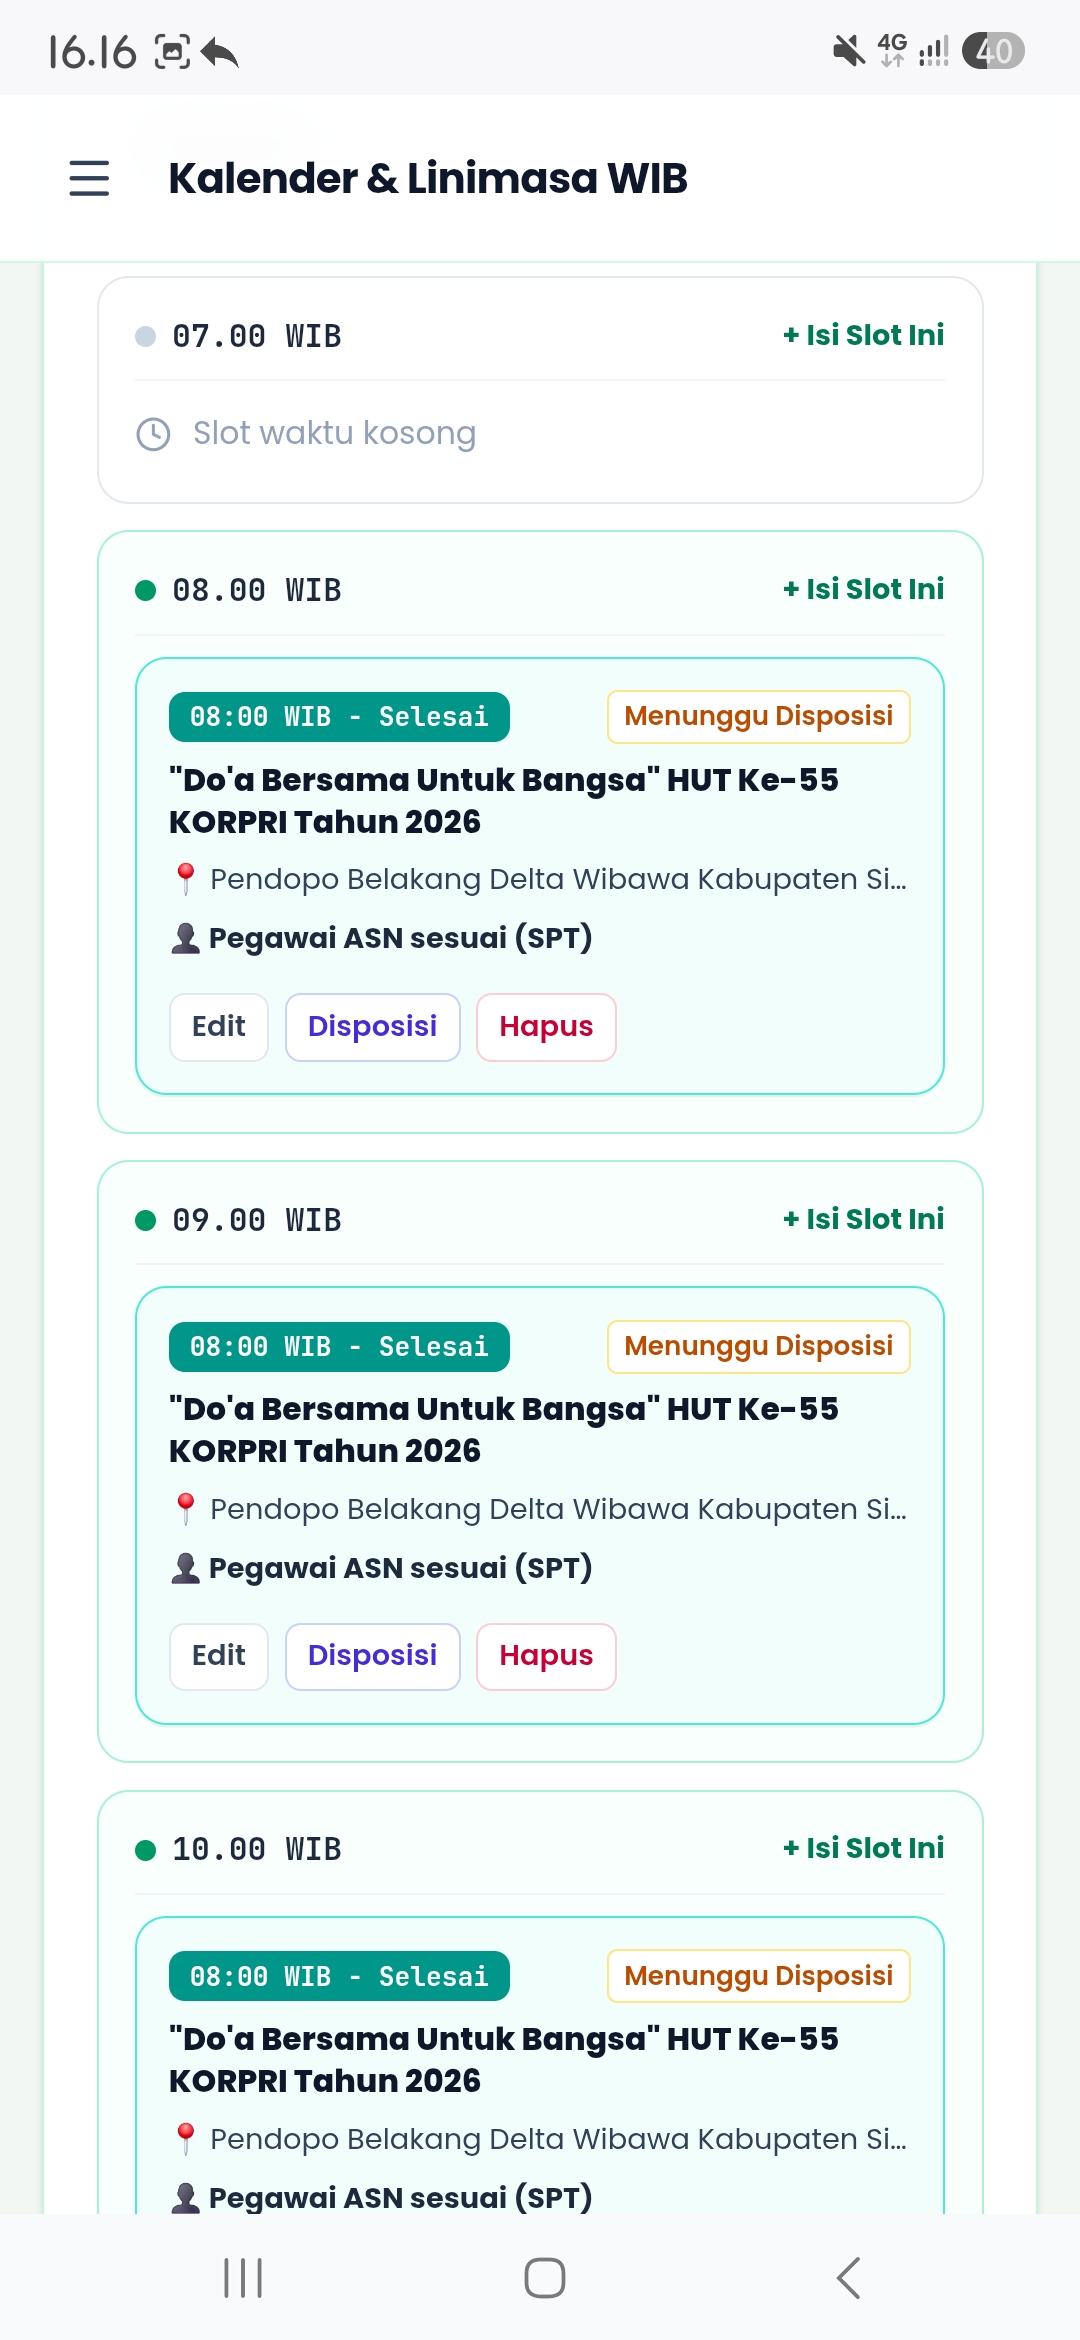 16.16
4G
40
Kalender & Linimasa WIB
07.00 WIB
+ Isi Slot Ini
Slot waktu kosong
08.00 WIB
+ Isi Slot Ini
08:00 WIB - Selesai
Menunggu Disposisi
"Do'a Bersama Untuk Bangsa" HUT Ke-55
KORPRI Tahun 2026
Pendopo Belakang Delta Wibawa Kabupaten Si...
Pegawai ASN sesuai (SPT)
Edit
Disposisi
Hapus
09.00 WIB
+ Isi Slot Ini
08:00 WIB - Selesai
Menunggu Disposisi
"Do'a Bersama Untuk Bangsa" HUT Ke-55
KORPRI Tahun 2026
Pendopo Belakang Delta Wibawa Kabupaten Si...
Pegawai ASN sesuai (SPT)
Edit
Disposisi
Hapus
10.00 WIB
+ Isi Slot Ini
08:00 WIB - Selesai
Menunggu Disposisi
"Do'a Bersama Untuk Bangsa" HUT Ke-55
KORPRI Tahun 2026
Pendopo Belakang Delta Wibawa Kabupaten Si...
Pegawai ASN sesuai (SPT)